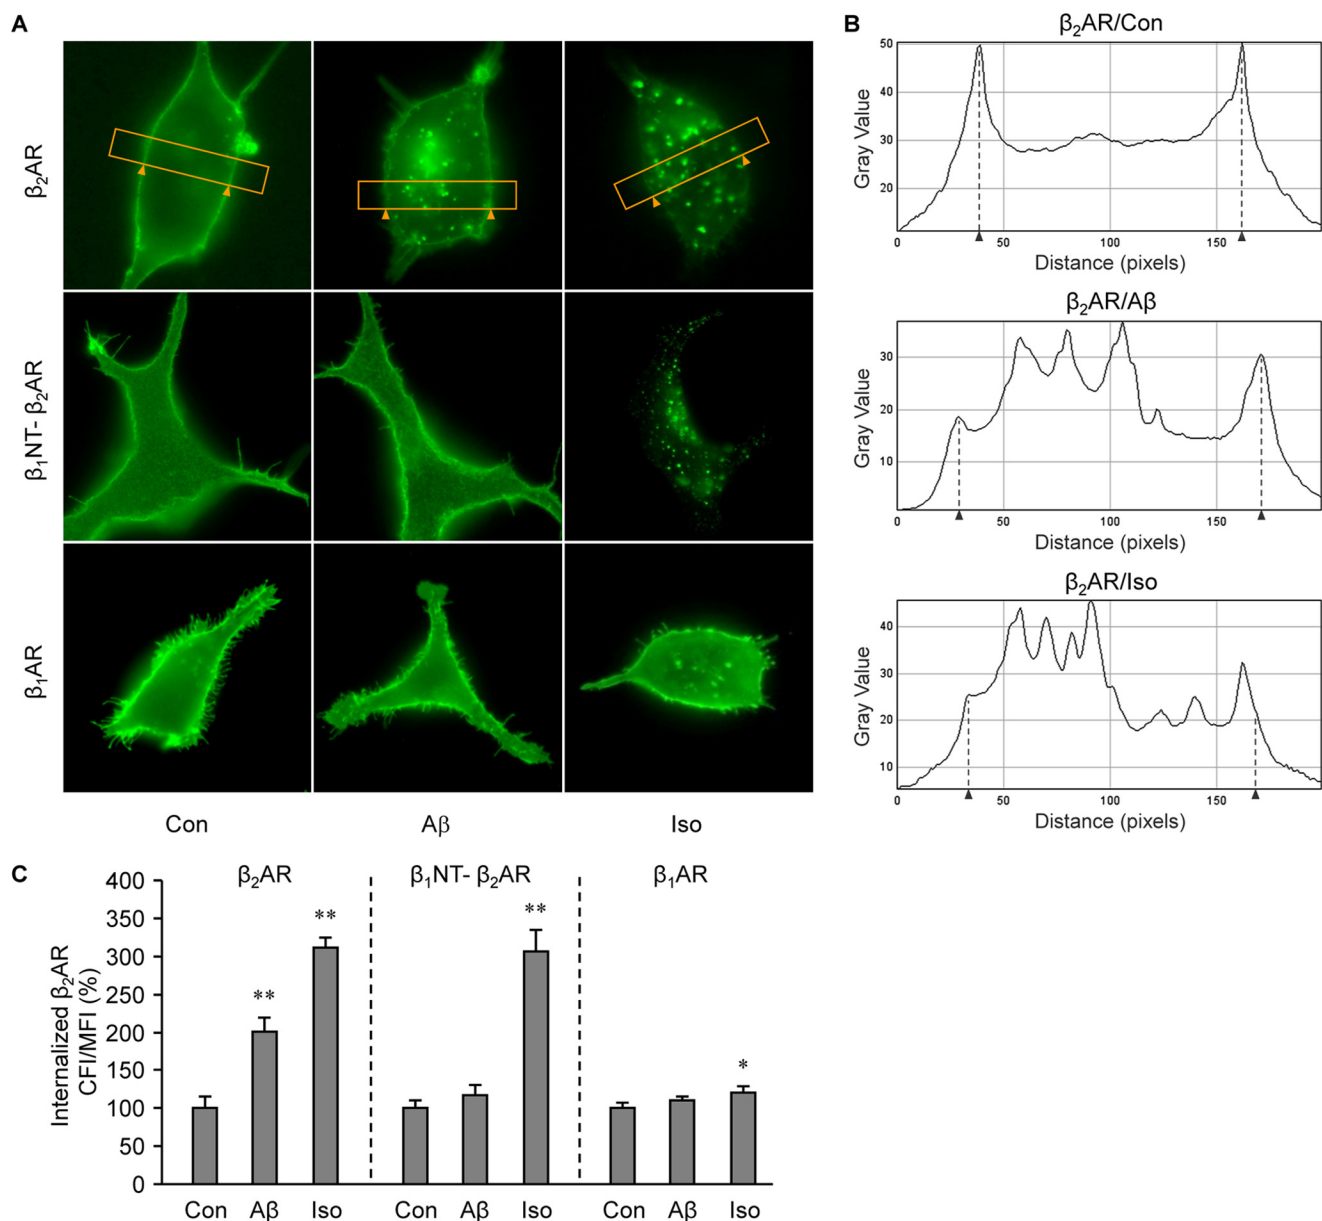 A
β₂AR
β₁NT- β₂AR
β₁AR
Con Aβ Iso
B
β₂AR/Con
Gray Value
50
40
30
20
0 50 100 150
Distance (pixels)
β₂AR/Aβ
Gray Value
30
20
10
0 50 100 150
Distance (pixels)
β₂AR/Iso
Gray Value
40
30
20
10
0 50 100 150
Distance (pixels)
C
β₂AR β₁NT- β₂AR β₁AR
Internalized β₂AR
CFI/MFI (%)
400
350
300
250
200
150
100
50
0
** ** ** *
Con Aβ Iso Con Aβ Iso Con Aβ Iso